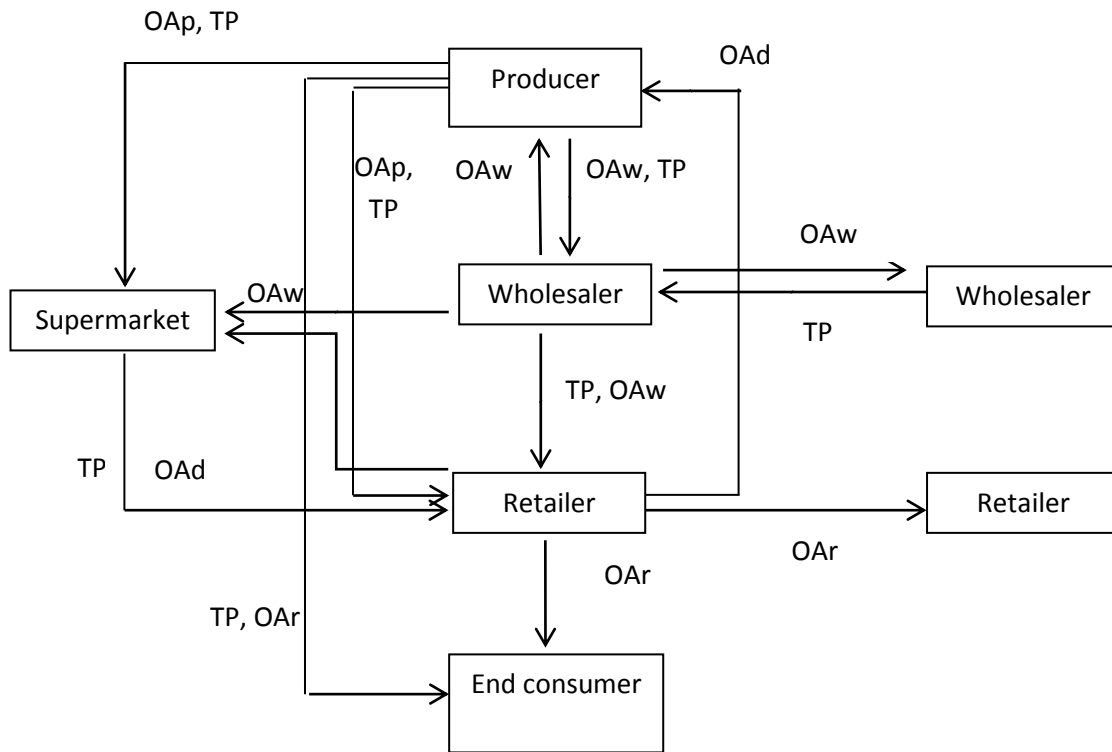 OAp, TP
OAd
Producer
OAp,
TP
OAw
OAw, TP
OAw
OAw
Wholesaler
Wholesaler
Supermarket
TP
TP, OAw
TP
OAd
Retailer
Retailer
OAr
OAr
TP, OAr
End consumer